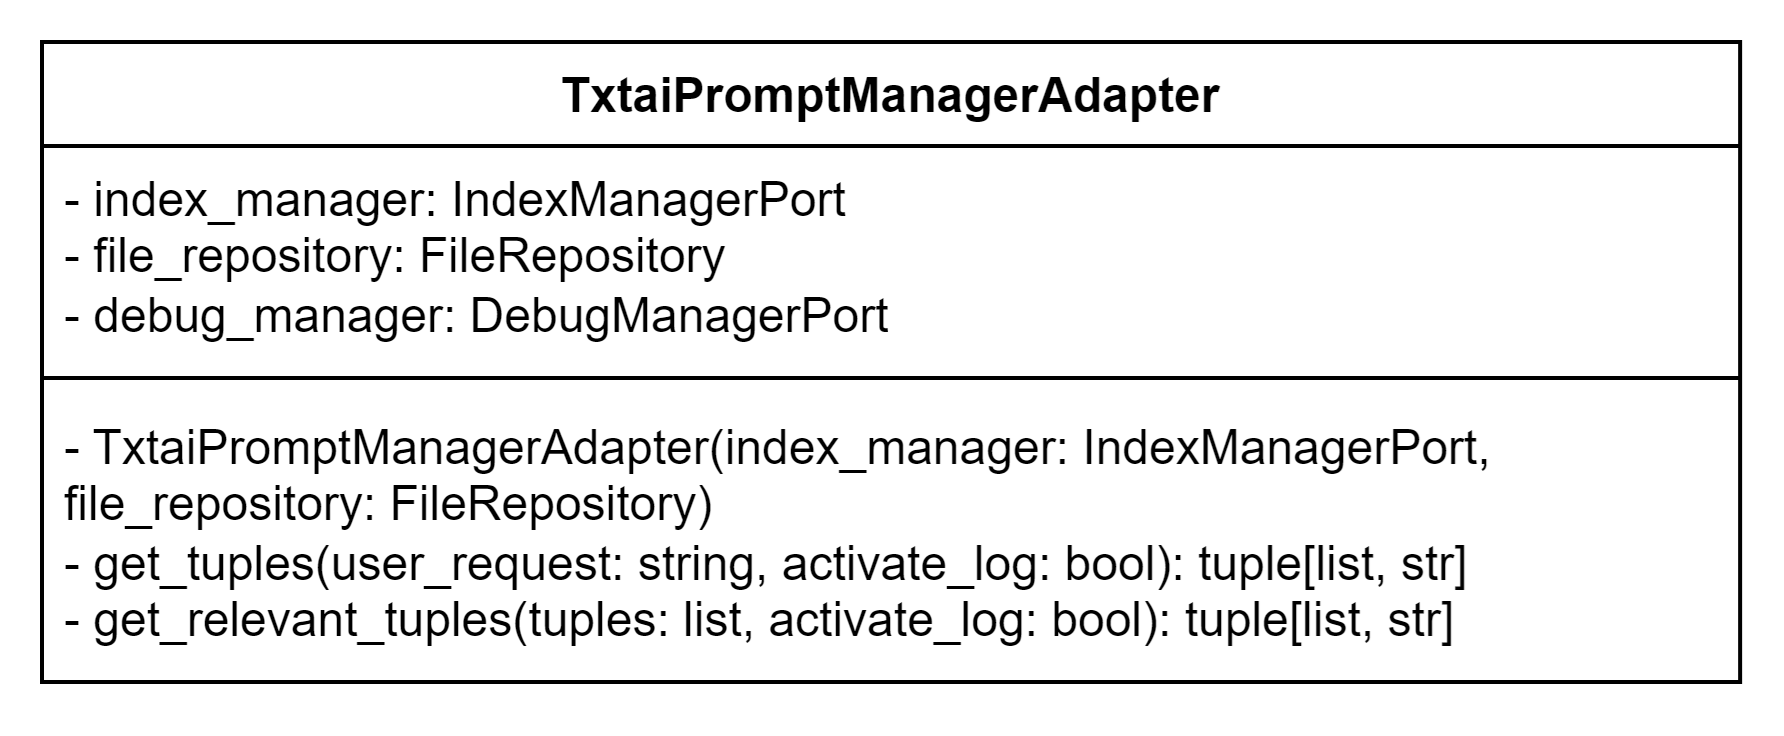 TxtaiPromptManagerAdapter
- index_manager: IndexManagerPort
- file_repository: FileRepository
- debug_manager: DebugManagerPort
- TxtaiPromptManagerAdapter(index_manager: IndexManagerPort,
file_repository: FileRepository)
- get_tuples(user_request: string, activate_log: bool): tuple[list, str]
- get_relevant_tuples(tuples: list, activate_log: bool): tuple[list, str]